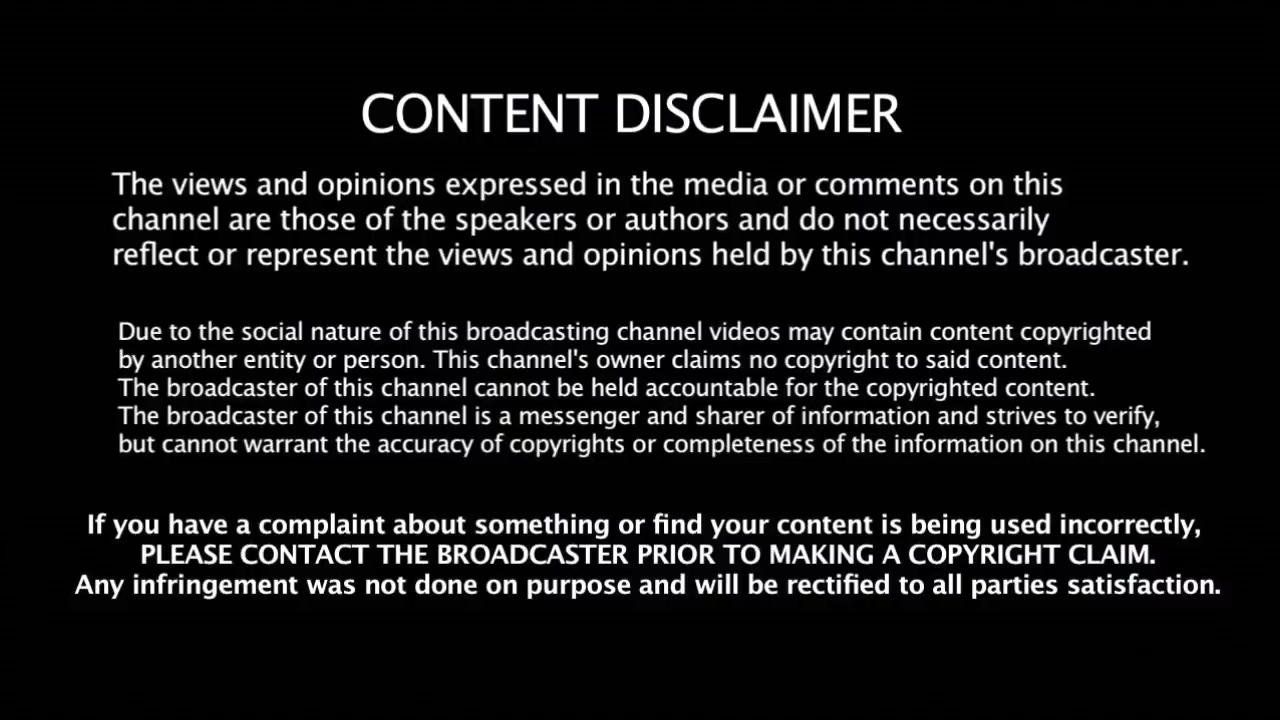 CONTENT DISCLAIMER
The views and opinions expressed in the media or comments on this
channel are those of the speakers or authors and do not necessarily
reflect or represent the views and opinions held by this channel's broadcaster.
Due to the social nature of this broadcasting channel videos may contain content copyrighted
by another entity or person. This channel's owner claims no copyright to said content.
The broadcaster of this channel cannot be held accountable for the copyrighted content.
The broadcaster of this channel is a messenger and sharer of information and strives to verify,
but cannot warrant the accuracy of copyrights or completeness of the information on this channel.
If you have a complaint about something or find your content is being used incorrectly,
PLEASE CONTACT THE BROADCASTER PRIOR TO MAKING A COPYRIGHT CLAIM.
Any infringement was not done on purpose and will be rectified to all parties satisfaction.